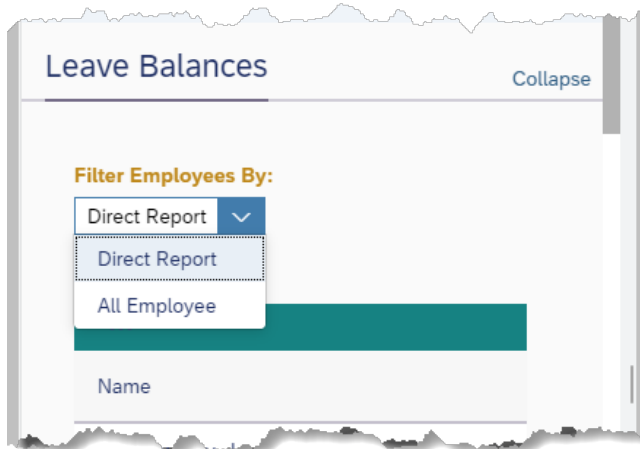 Leave Balances
Collapse
Filter Employees By:
Direct Report
Direct Report
All Employee
Name